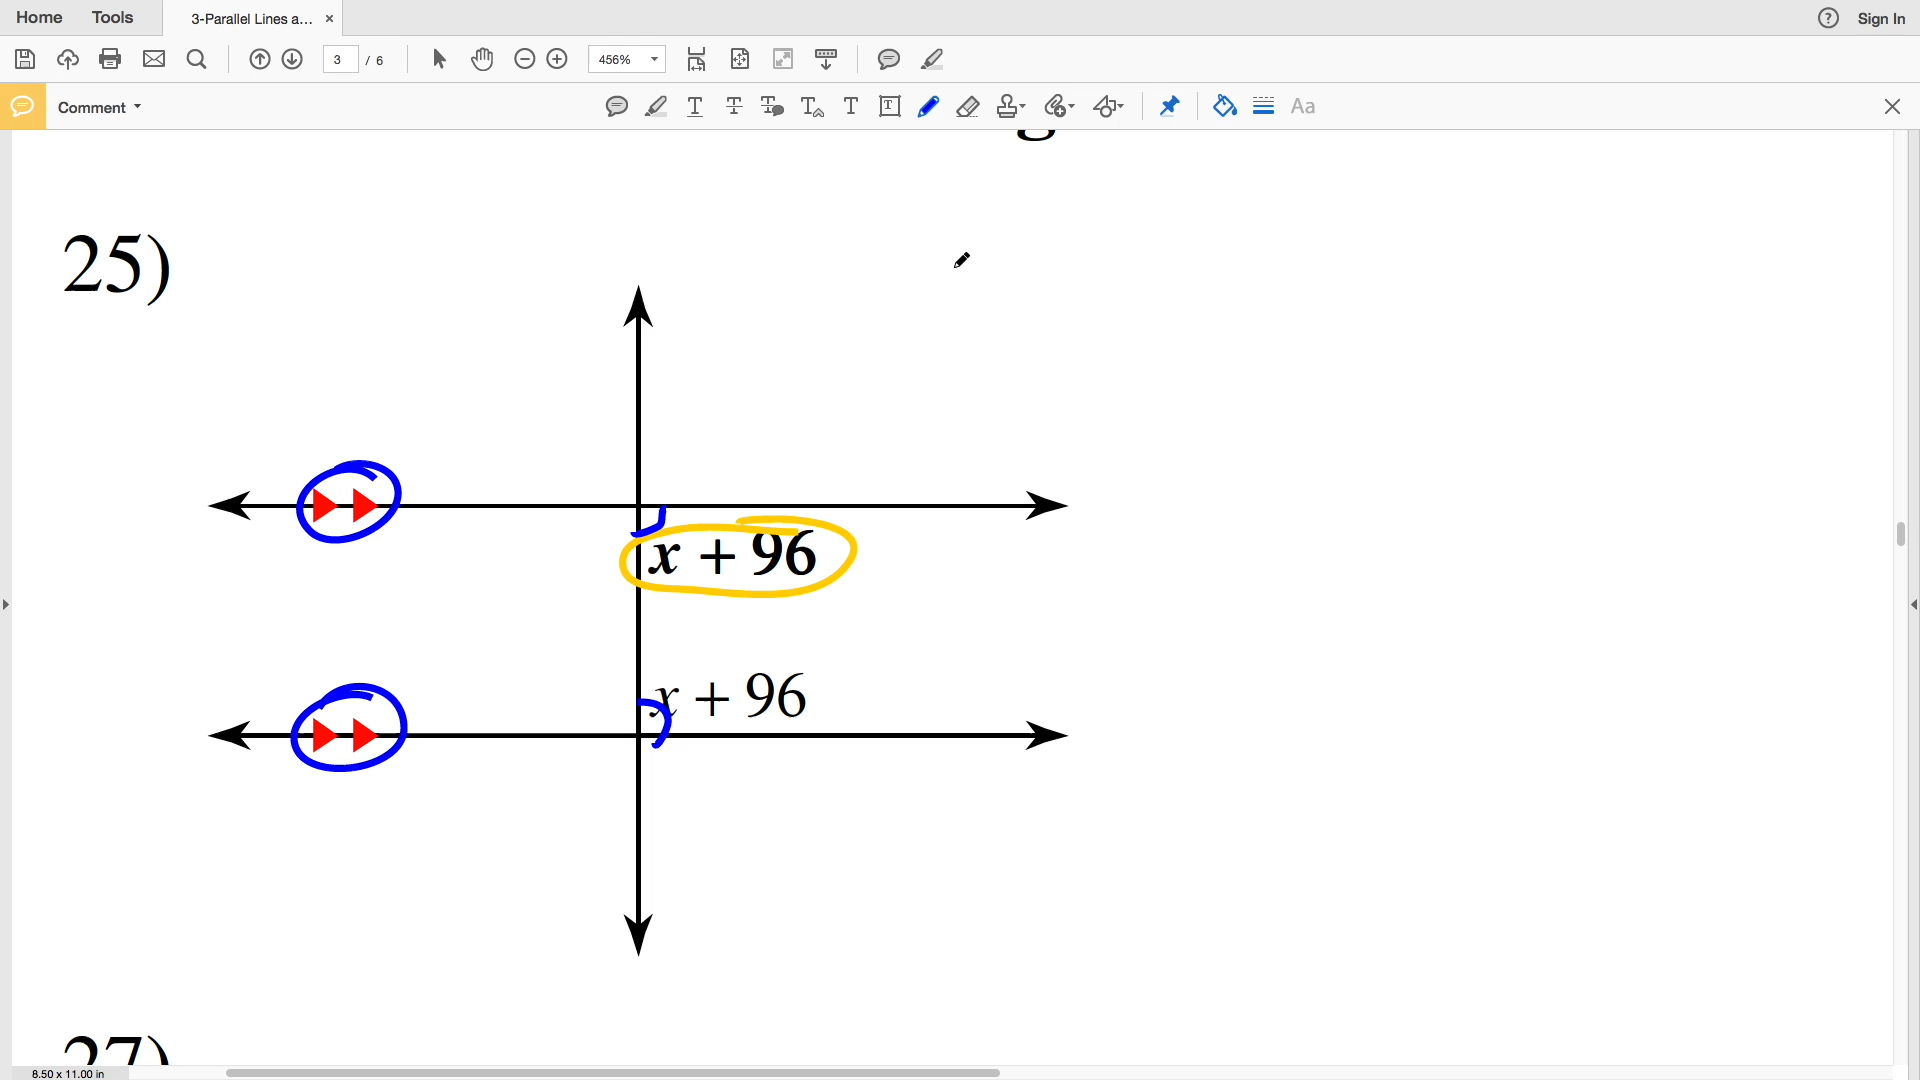 Home Tools 3-Parallel Lines a... × ? Sign In
3 / 6 456%
Comment T T T T T T Aa
25)
x + 96
x + 96
27)
8.50 x 11.00 in